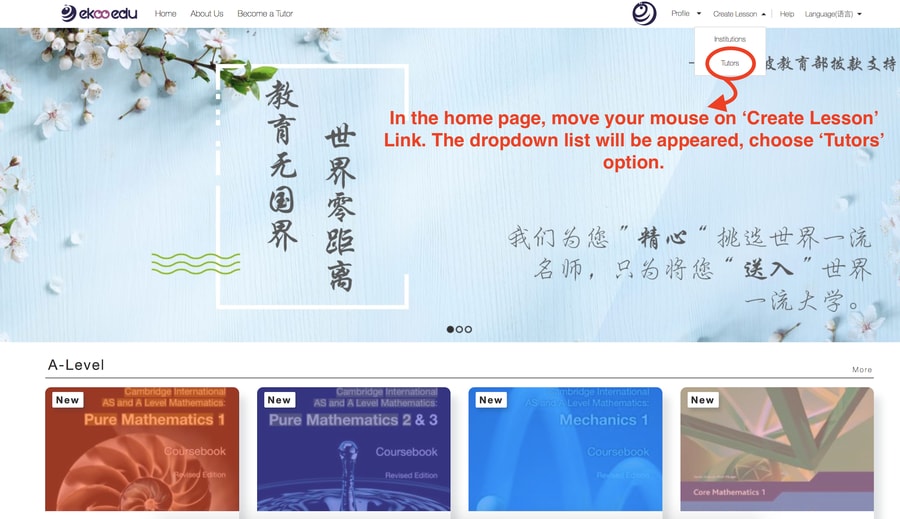 ekoo edu
Home
About Us
Become a Tutor
Profile
Create Lesson
Help
Language(语言)
Institutions
Tutors
教育部拨款支持
In the home page, move your mouse on ‘Create Lesson’
Link. The dropdown list will be appeared, choose ‘Tutors’
option.
教育无国界
世界零距离
我们为您"精心"挑选世界一流
名师，只为将您"送入"世界
一流大学。
A-Level
More
New
Cambridge International
AS and A Level Mathematics:
Pure Mathematics 1
Coursebook
Revised Edition
New
Cambridge International
AS and A Level Mathematics:
Pure Mathematics 2 & 3
Coursebook
Revised Edition
New
Cambridge International
AS and A Level Mathematics:
Mechanics 1
Coursebook
Revised Edition
New
Core Mathematics 1